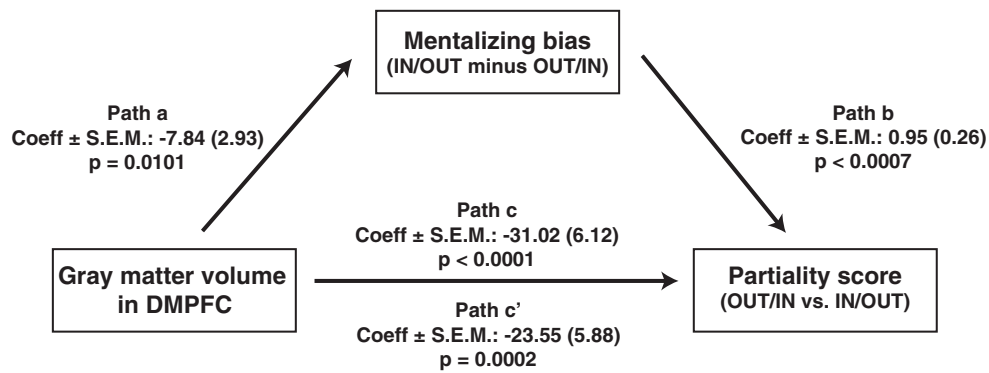 Mentalizing bias
(IN/OUT minus OUT/IN)
Path a
Coeff ± S.E.M.: -7.84 (2.93)
p = 0.0101
Path b
Coeff ± S.E.M.: 0.95 (0.26)
p < 0.0007
Path c
Coeff ± S.E.M.: -31.02 (6.12)
p < 0.0001
Gray matter volume
in DMPFC
Partiality score
(OUT/IN vs. IN/OUT)
Path c’
Coeff ± S.E.M.: -23.55 (5.88)
p = 0.0002